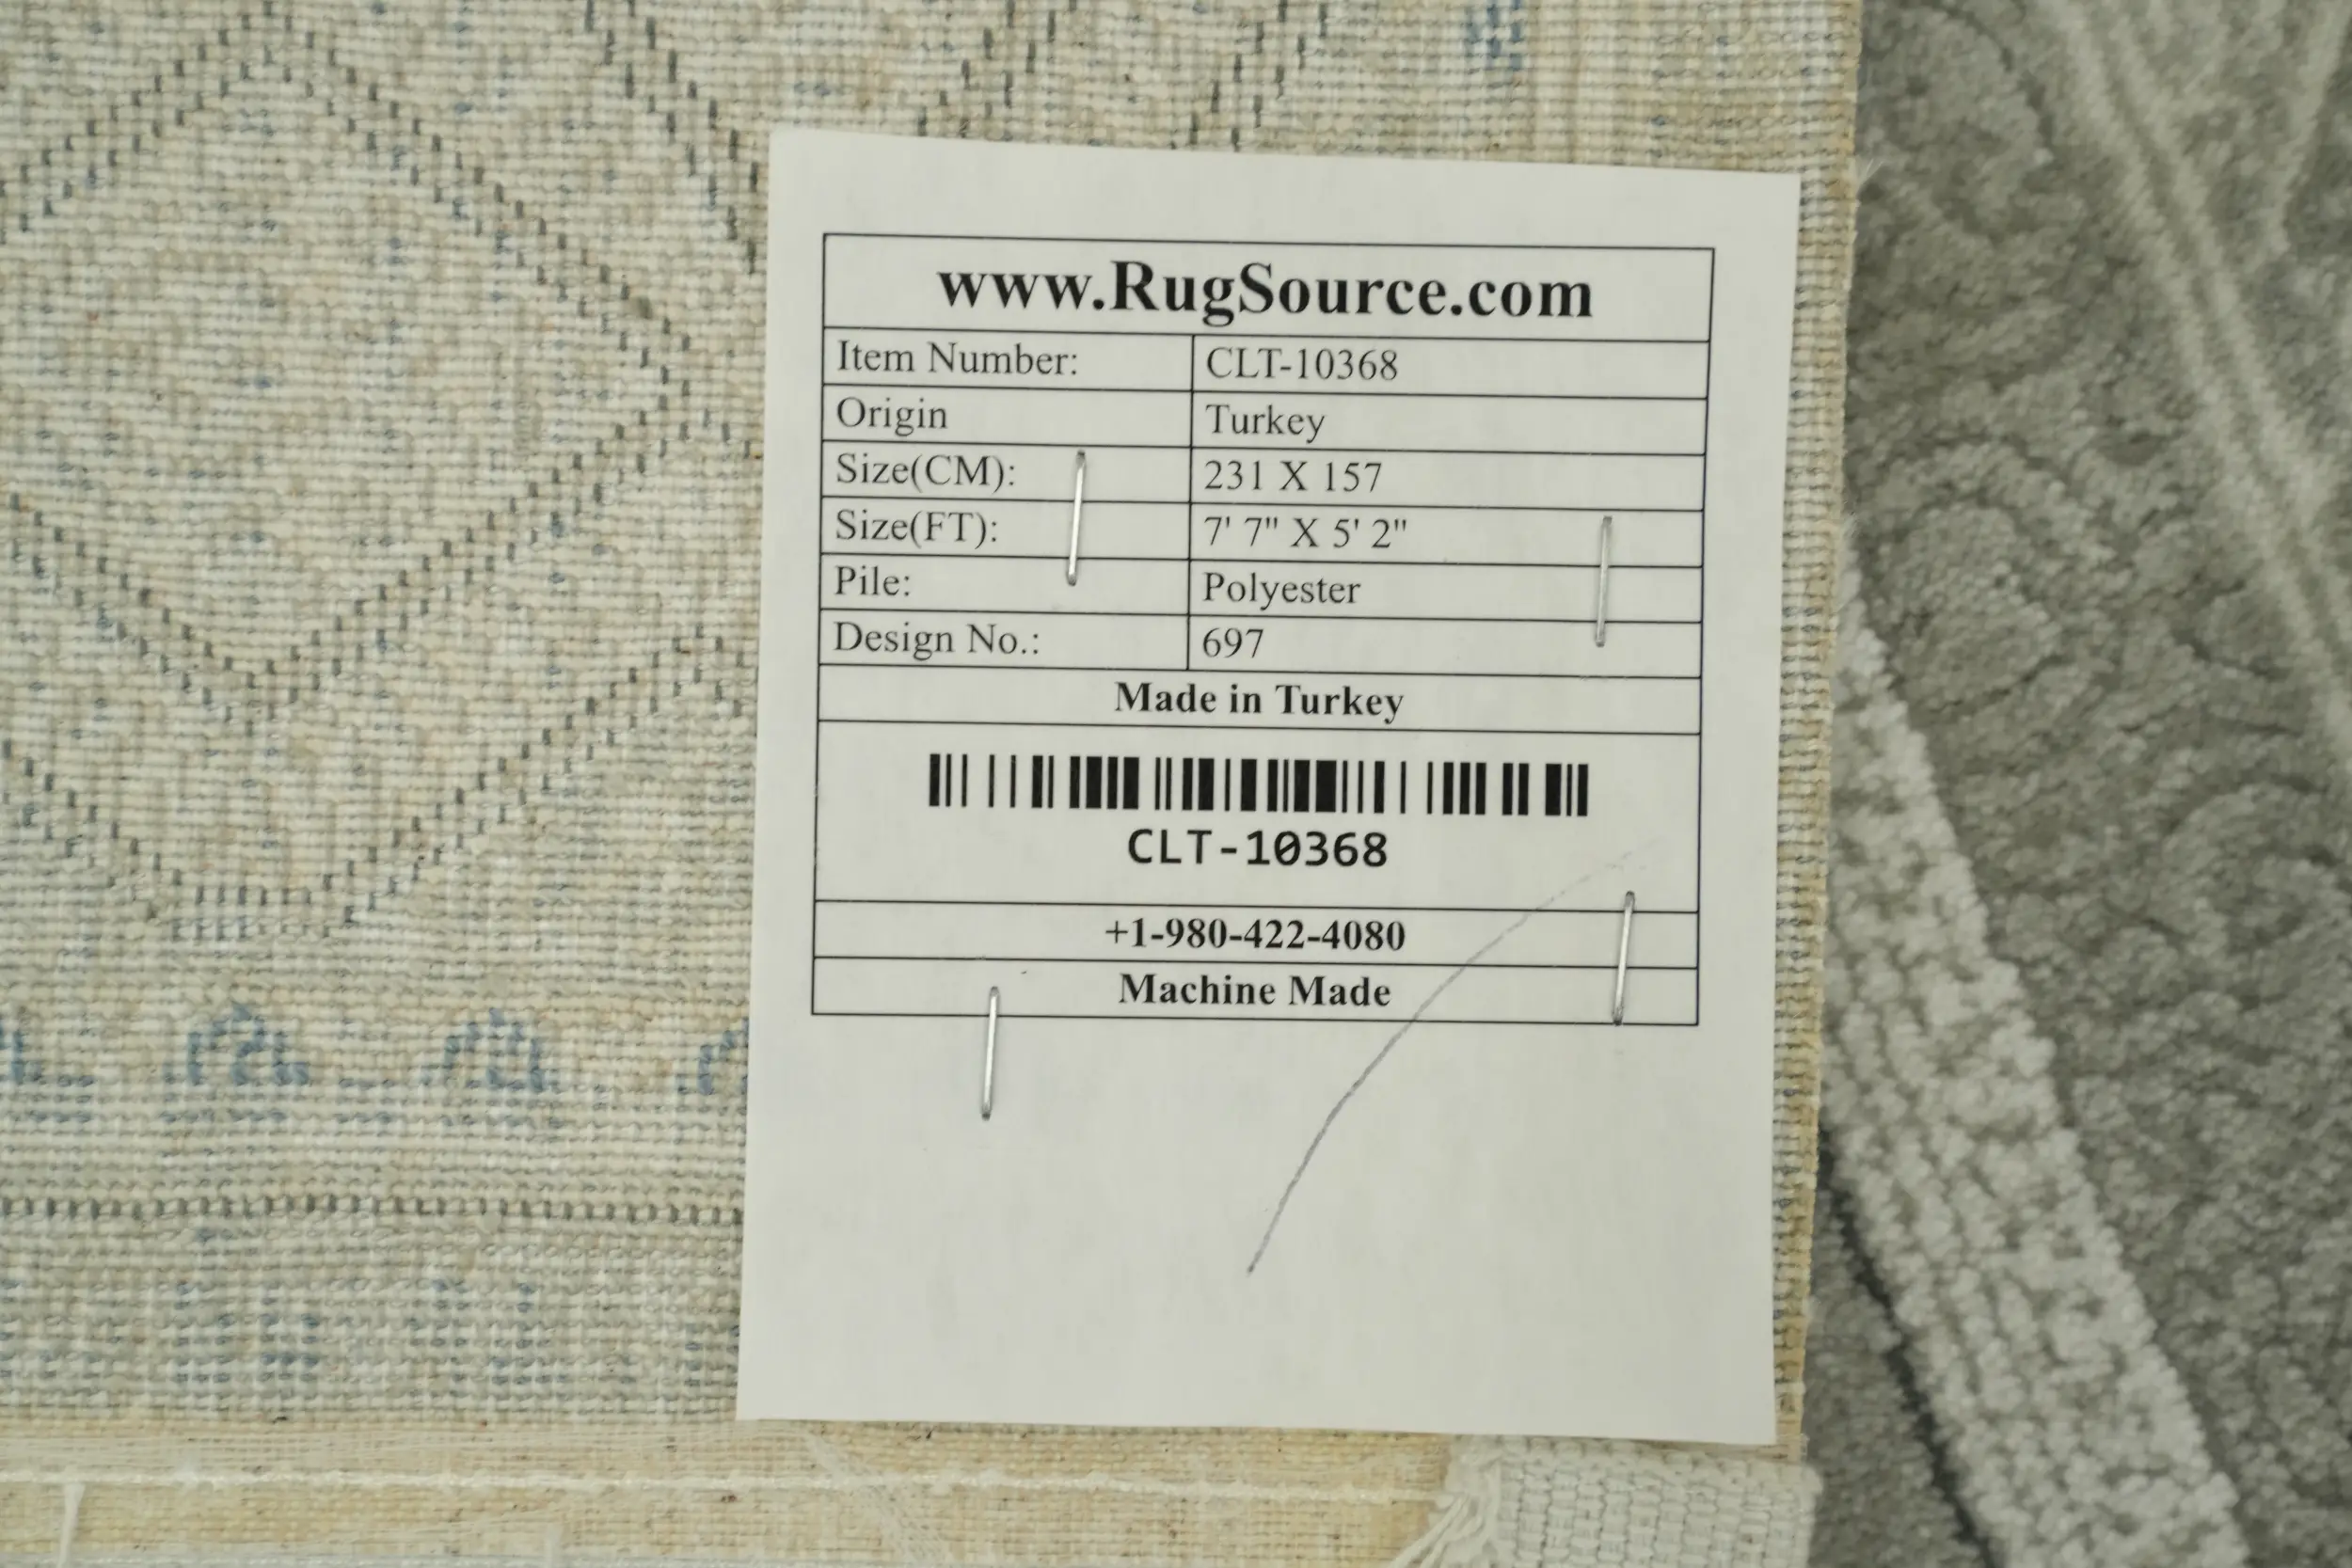 www.RugSource.com
Item Number: CLT-10368
Origin Turkey
Size(CM): 231 X 157
Size(FT): 7' 7" X 5' 2"
Pile: Polyester
Design No.: 697
Made in Turkey
CLT-10368
+1-980-422-4080
Machine Made